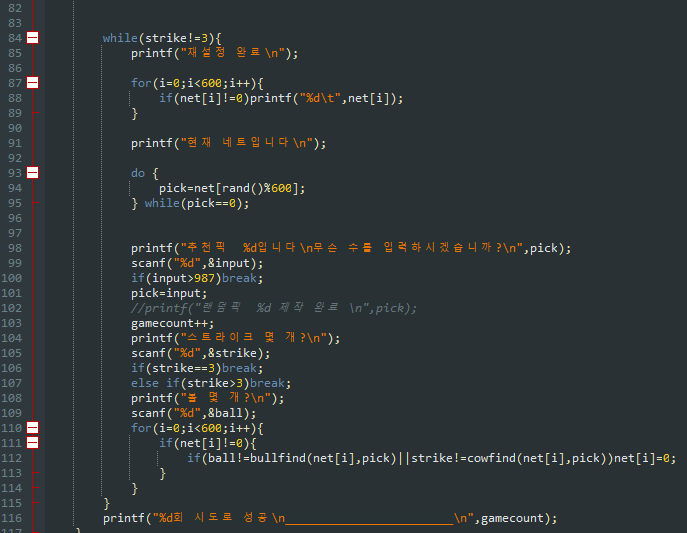 82
83
84 while(strike!=3){
85 printf("재설정 완료\n");
86
87 for(i=0;i<600;i++){
88 if(net[i]!=0)printf("%d\t",net[i]);
89 }
90
91 printf("현재 네트입니다\n");
92
93 do {
94 pick=net[rand()%600];
95 } while(pick==0);
96
97
98 printf("추천픽 %d입니다\n무슨 수를 입력하시겠습니까?\n",pick);
99 scanf("%d",&input);
100 if(input>987)break;
101 pick=input;
102 //printf("랜덤픽 %d 제작 완료 \n",pick);
103 gamecount++;
104 printf("스트라이크 몇 개?\n");
105 scanf("%d",&strike);
106 if(strike==3)break;
107 else if(strike>3)break;
108 printf("볼 몇 개?\n");
109 scanf("%d",&ball);
110 for(i=0;i<600;i++){
111 if(net[i]!=0){
112 if(ball!=bullfind(net[i],pick)||strike!=cowfind(net[i],pick))net[i]=0;
113 }
114 }
115 }
116 printf("%d회 시도로 성공\n________________________\n",gamecount);
117 }